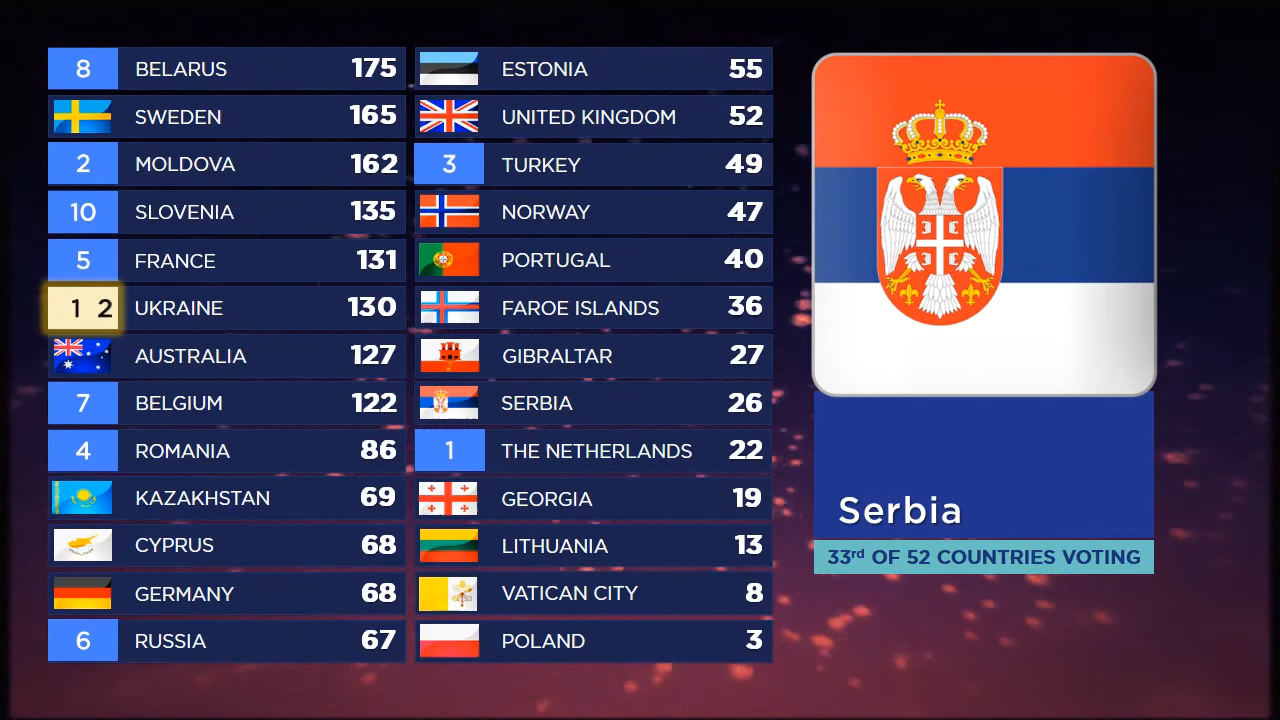 8 BELARUS 175
SWEDEN 165
2 MOLDOVA 162
10 SLOVENIA 135
5 FRANCE 131
1 2 UKRAINE 130
AUSTRALIA 127
7 BELGIUM 122
4 ROMANIA 86
KAZAKHSTAN 69
CYPRUS 68
GERMANY 68
6 RUSSIA 67
ESTONIA 55
UNITED KINGDOM 52
3 TURKEY 49
NORWAY 47
PORTUGAL 40
FAROE ISLANDS 36
GIBRALTAR 27
SERBIA 26
1 THE NETHERLANDS 22
GEORGIA 19
LITHUANIA 13
VATICAN CITY 8
POLAND 3
Serbia
33rd OF 52 COUNTRIES VOTING